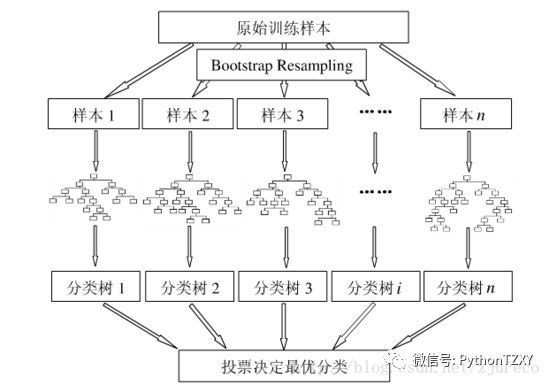 原始训练样本
Bootstrap Resampling
样本 1
样本 2
样本 3
……
样本 n
……
分类树 1
分类树 2
分类树 3
分类树 i
分类树 n
投票决定最优分类
微信号: PythonTZXY